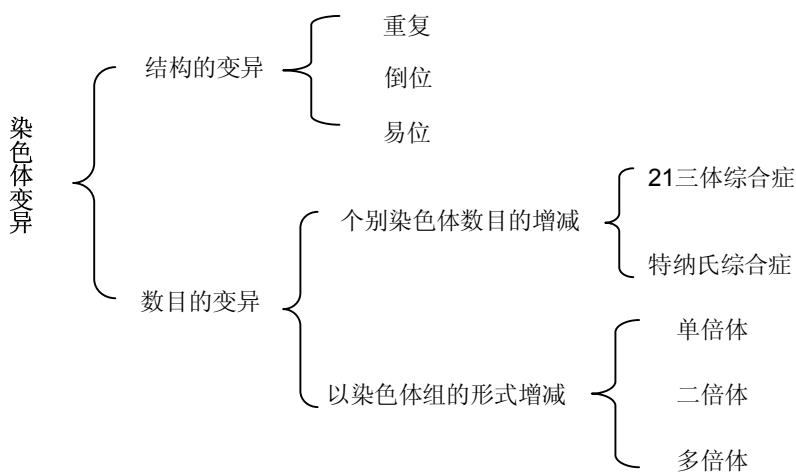 染色体变异
结构的变异
重复
倒位
易位
数目的变异
个别染色体数目的增减
21三体综合症
特纳氏综合症
以染色体组的形式增减
单倍体
二倍体
多倍体